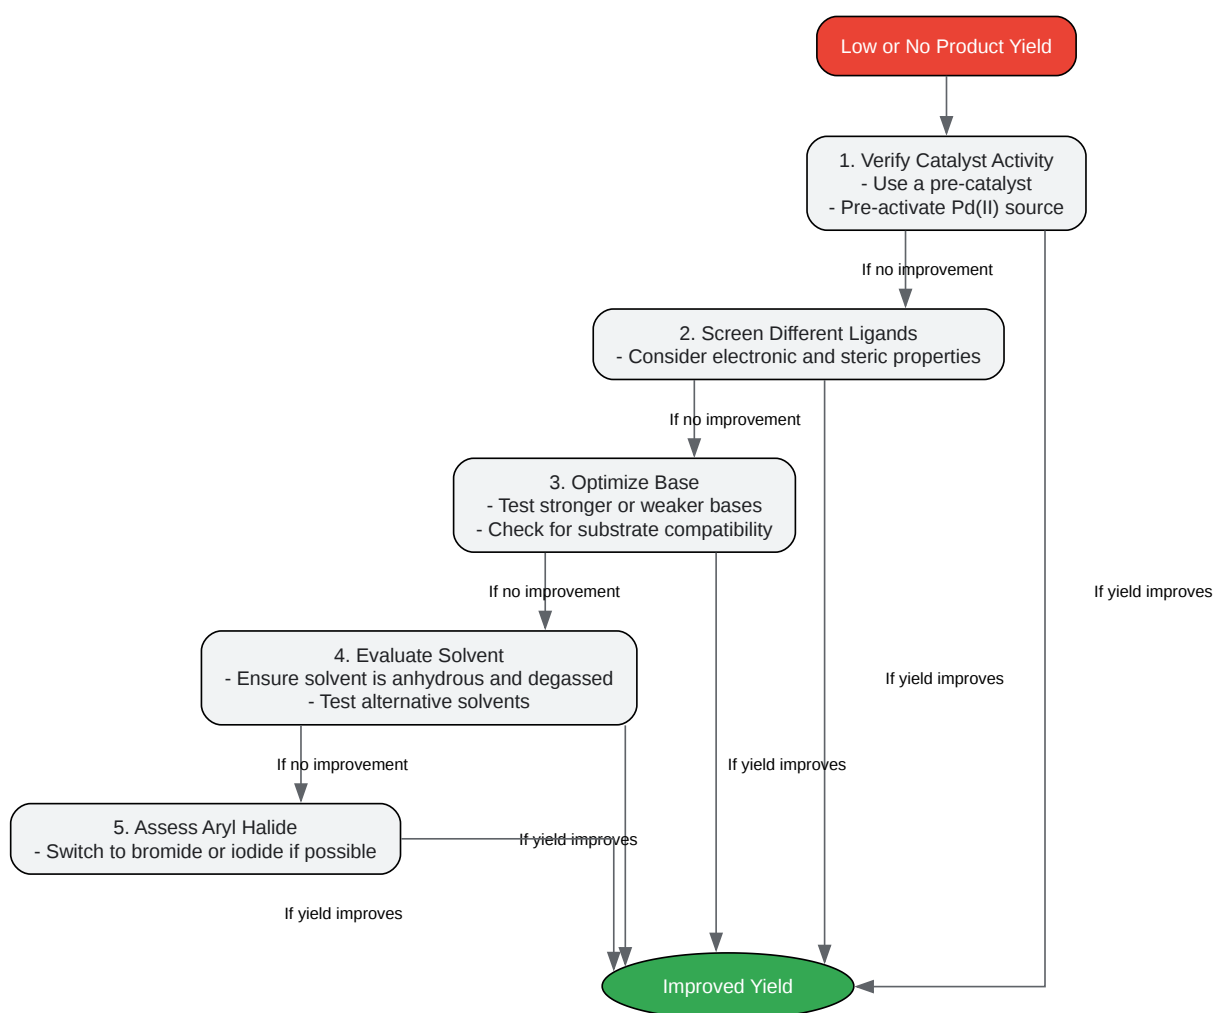 Low or No Product Yield
1. Verify Catalyst Activity
- Use a pre-catalyst
- Pre-activate Pd(II) source
If no improvement
2. Screen Different Ligands
- Consider electronic and steric properties
If no improvement
3. Optimize Base
- Test stronger or weaker bases
- Check for substrate compatibility
If no improvement
If yield improves
4. Evaluate Solvent
- Ensure solvent is anhydrous and degassed
- Test alternative solvents
If yield improves
If no improvement
If yield improves
5. Assess Aryl Halide
- Switch to bromide or iodide if possible
If yield improves
If yield improves
Improved Yield